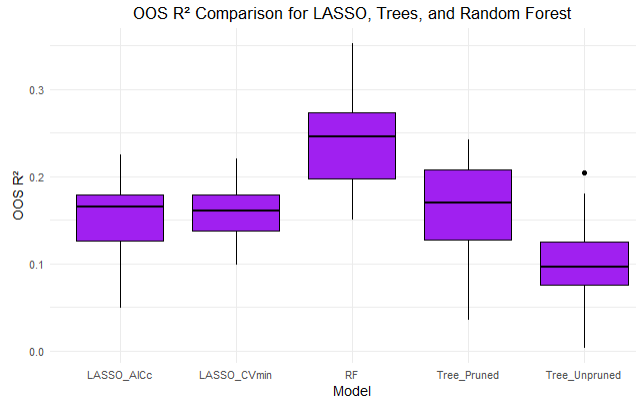 OOS R² Comparison for LASSO, Trees, and Random Forest
OOS R²
0.3
0.2
0.1
0.0
LASSO_AICc LASSO_CVmin RF Tree_Pruned Tree_Unpruned
Model